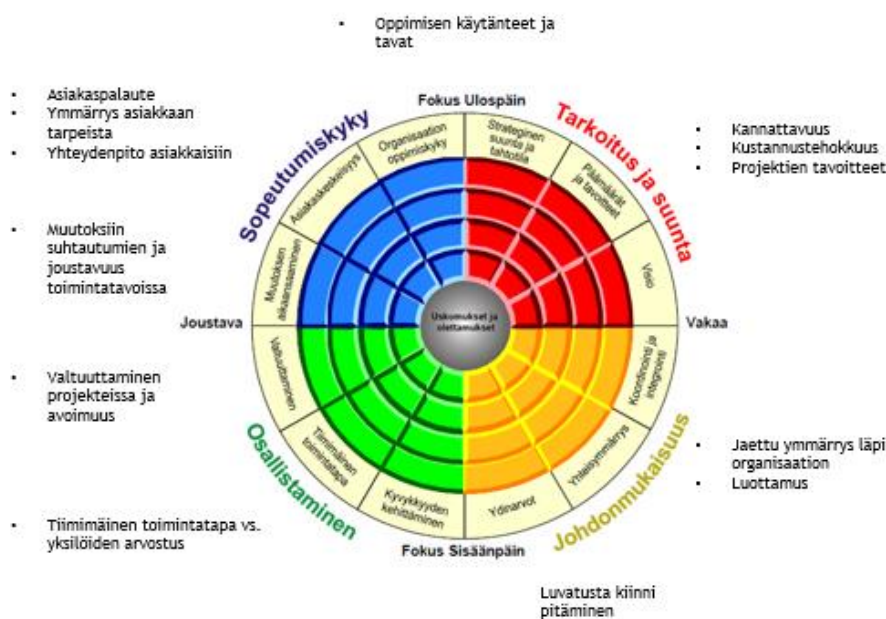 Oppimisen käytänteet ja
tavat
Asiakaspalaute
Ymmärrys asiakkaan
tarpeista
Yhteydenpito asiakkaisiin
Muutoksiin
suhtautumien ja
joustavuus
toimintatavoissa
Valtuuttaminen
projekteissa ja
avoimuus
Tiimimäinen toimintatapa vs.
yksilöiden arvostus
Fokus Ulospäin
Sopeutumiskyky
Tarkoitus ja suunta
Muutoksen
aikaansaaminen
Asiakaskeskeisyys
Organisaation
oppimiskyky
Strateginen
suunta ja
tahtotila
Päämäärät
ja tavoitteet
Visio
Joustava
Uskomukset ja
olettamukset
Vakaa
Valtuuttaminen
Tiimimäinen
toimintatapa
Kyvykkyyden
kehittäminen
Ydinarvot
Yhteisymmärrys
Koordinointi ja
integrointi
Osallistaminen
Johdonmukaisuus
Fokus Sisäänpäin
Kannattavuus
Kustannustehokkuus
Projektien tavoitteet
Jaettu ymmärrys läpi
organisaation
Luottamus
Luvatusta kiinni
pitäminen